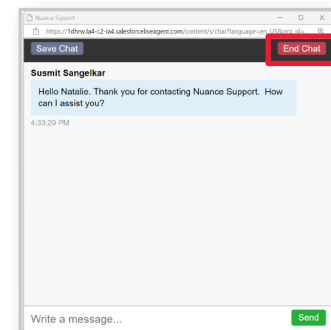 Nuance Support
https://1dhrw.la4-c2-ia4.salesforceliveagent.com/content/s/chat?language=en_US&org_id=...
Save Chat
End Chat
Susmit Sangelkar
Hello Natalie. Thank you for contacting Nuance Support. How
can I assist you?
4:33:29 PM
Write a message...
Send